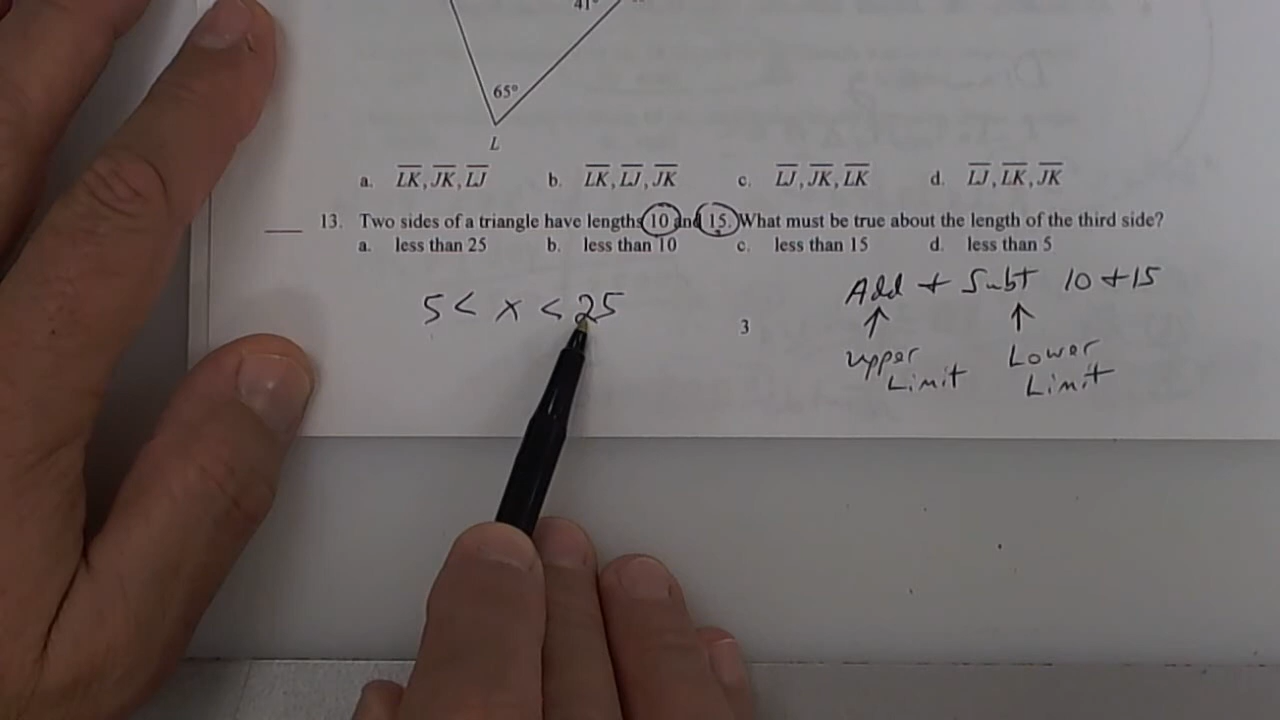 41°
65°
L
a. LK, JK, LJ b. LK, LJ, JK c. LJ, JK, LK d. LJ, LK, JK
13. Two sides of a triangle have lengths 10 and 15. What must be true about the length of the third side?
a. less than 25 b. less than 10 c. less than 15 d. less than 5
5 < x < 25
Add + Subt 10 + 15
3
↑ ↑
Upper Limit
Lower Limit